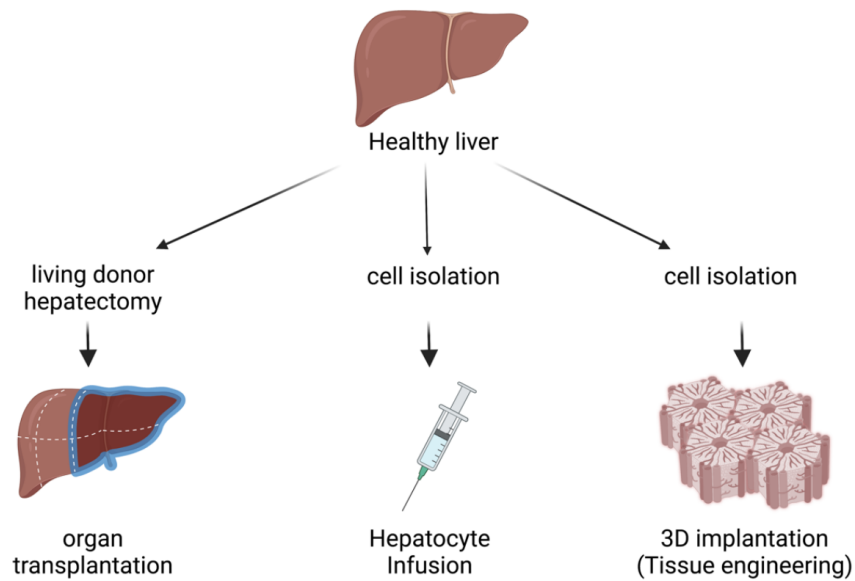 Healthy liver
living donor
hepatectomy
cell isolation
cell isolation
organ
transplantation
Hepatocyte
Infusion
3D implantation
(Tissue engineering)